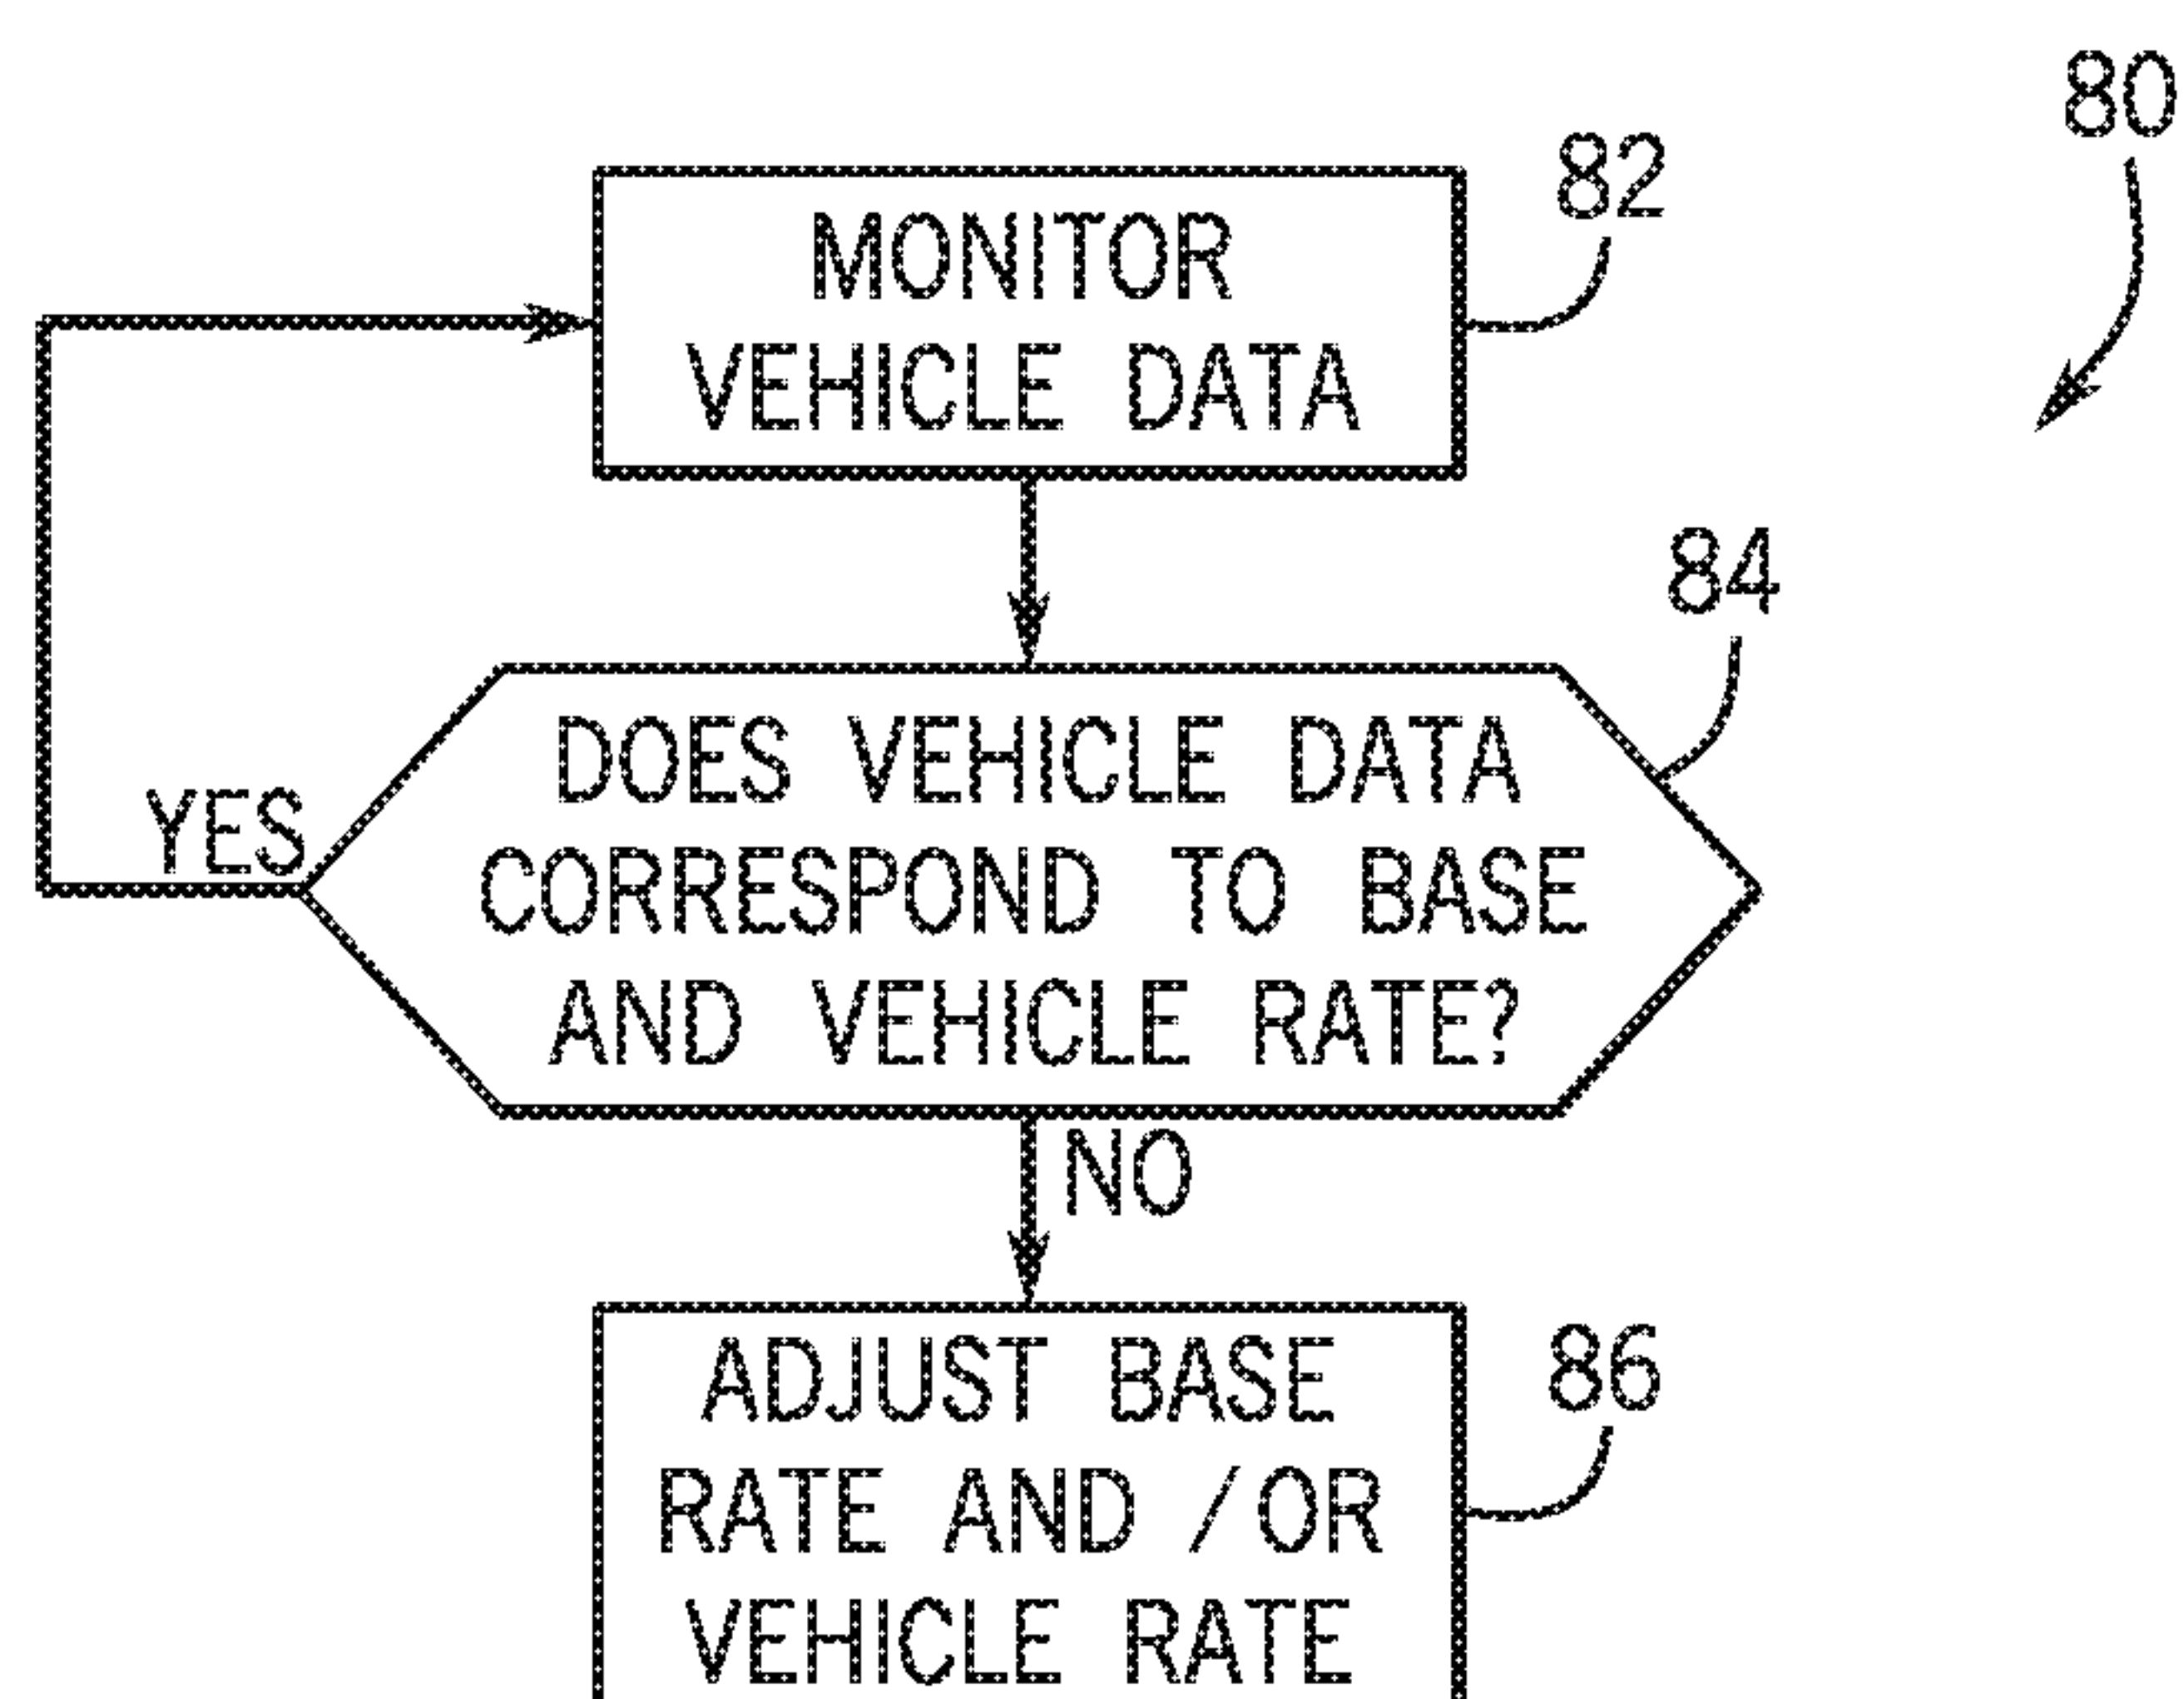 80
82
MONITOR
VEHICLE DATA
84
DOES VEHICLE DATA
CORRESPOND TO BASE
AND VEHICLE RATE?
YES
NO
86
ADJUST BASE
RATE AND /OR
VEHICLE RATE